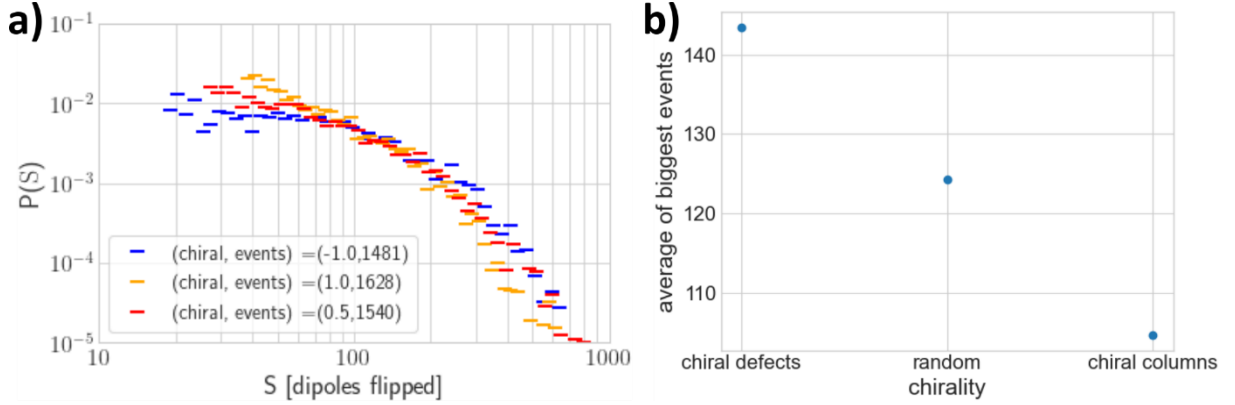 a)
10⁻¹
10⁻²
10⁻³
10⁻⁴
10⁻⁵
P(S)
(chiral, events) =(-1.0,1481)
(chiral, events) =(1.0,1628)
(chiral, events) =(0.5,1540)
10 100 1000
S [dipoles flipped]
b)
140
130
120
110
average of biggest events
chiral defects random chiral columns
chirality